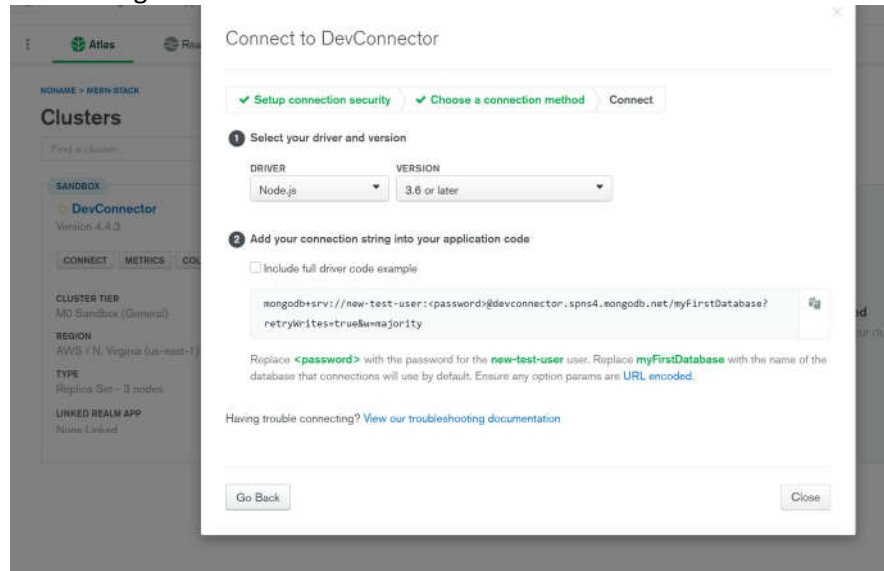 Atlas
Connect to DevConnector
NONAME > MERN-STACK
Clusters
Find a cluster...
SANDBOX
DevConnector
Version 4.4.3
CONNECT METRICS
CLUSTER TIER
M0 Sandbox (General)
REGION
AWS / N. Virginia (us-east-1)
TYPE
Replica Set - 3 nodes
LINKED REALM APP
None Linked
Setup connection security
Choose a connection method
Connect
1 Select your driver and version
DRIVER VERSION
Node.js 3.6 or later
2 Add your connection string into your application code
Include full driver code example
mongodb+srv://new-test-user:<password>@devconnector.spns4.mongodb.net/myFirstDatabase?
retryWrites=true&w=majority
Replace <password> with the password for the new-test-user user. Replace myFirstDatabase with the name of the
database that connections will use by default. Ensure any option params are URL encoded.
Having trouble connecting? View our troubleshooting documentation
Go Back Close